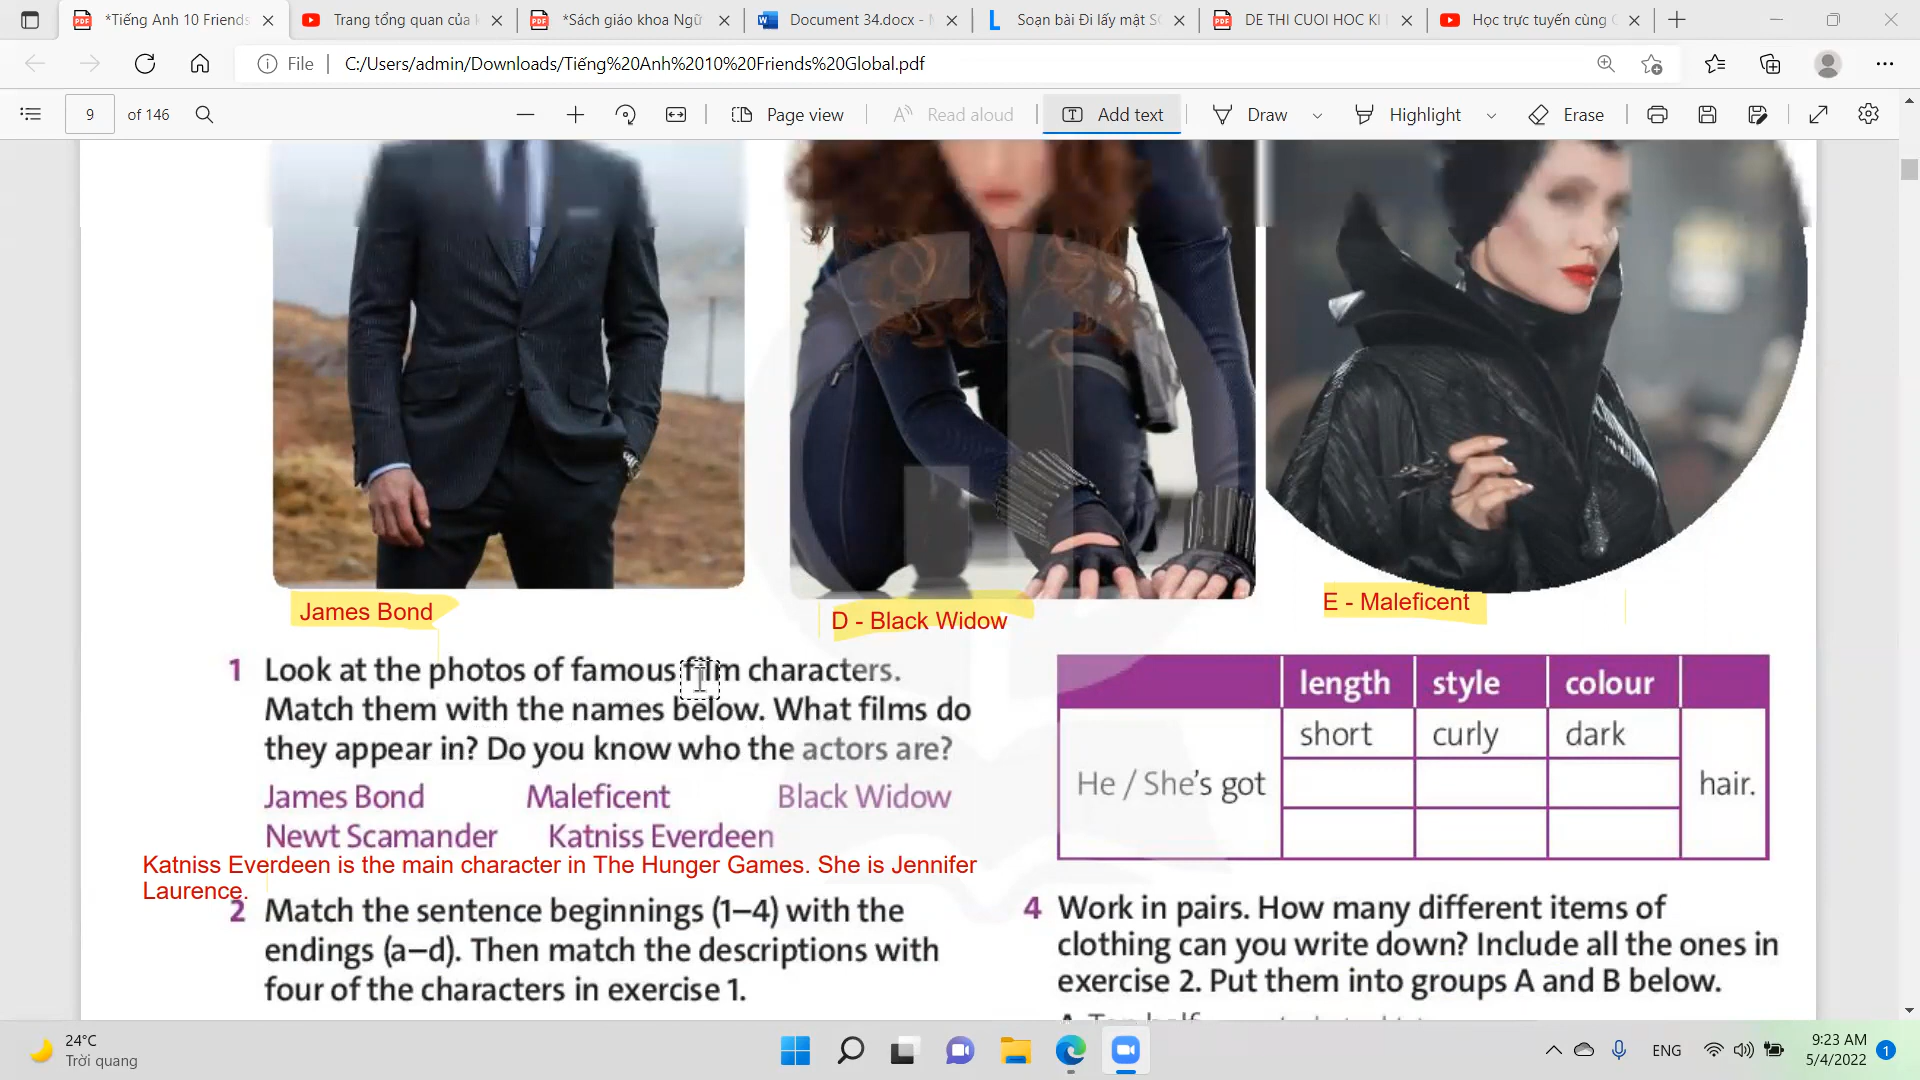 *Tiếng Anh 10 Friends
Trang tổng quan của k
*Sách giáo khoa Ngữ
Document 34.docx - M
Soạn bài Đi lấy mật SG
DE THI CUOI HOC KI I
Học trực tuyến cùng
File
C:/Users/admin/Downloads/Tiếng%20Anh%2010%20Friends%20Global.pdf
9
of 146
Page view
Read aloud
Add text
Draw
Highlight
Erase
James Bond
D - Black Widow
E - Maleficent
1 Look at the photos of famous film characters.
Match them with the names below. What films do
they appear in? Do you know who the actors are?
James Bond Maleficent Black Widow
Newt Scamander Katniss Everdeen
Katniss Everdeen is the main character in The Hunger Games. She is Jennifer
Laurence.
2 Match the sentence beginnings (1–4) with the
endings (a–d). Then match the descriptions with
four of the characters in exercise 1.
length style colour
short curly dark
He / She's got
hair.
4 Work in pairs. How many different items of
clothing can you write down? Include all the ones in
exercise 2. Put them into groups A and B below.
24°C
Trời quang
ENG
9:23 AM
5/4/2022
1